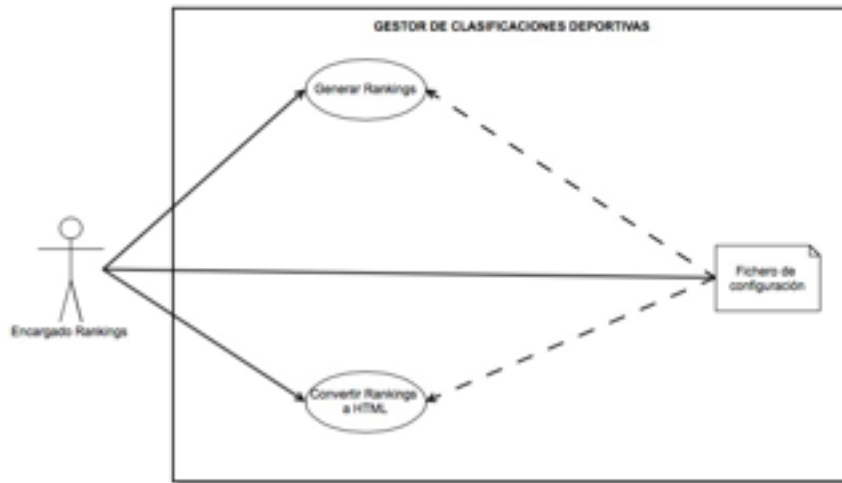 GESTOR DE CLASIFICACIONES DEPORTIVAS
Generar Rankings
Fichero de
configuración
Encargado Rankings
Convertir Rankings
a HTML